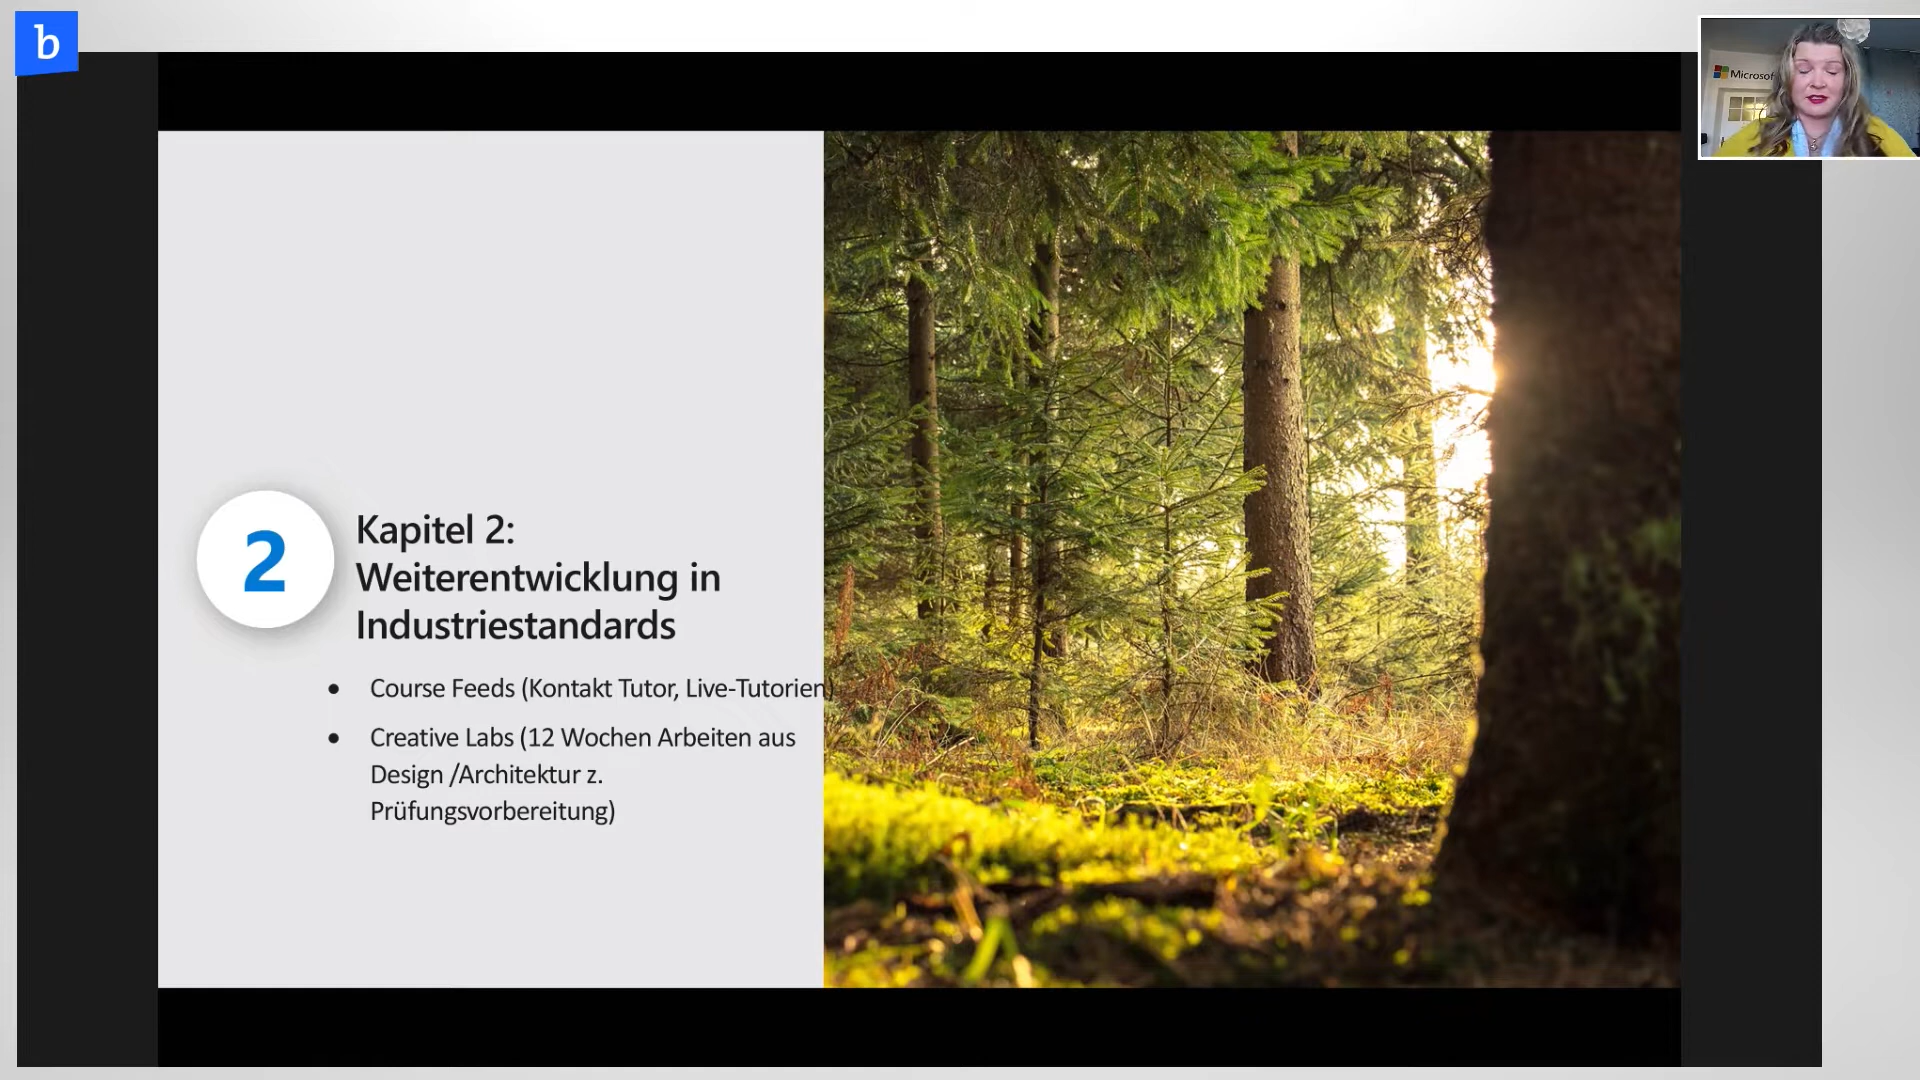 b
Microsof
2
Kapitel 2:
Weiterentwicklung in
Industriestandards
• Course Feeds (Kontakt Tutor, Live-Tutorien)
• Creative Labs (12 Wochen Arbeiten aus
Design /Architektur z.
Prüfungsvorbereitung)